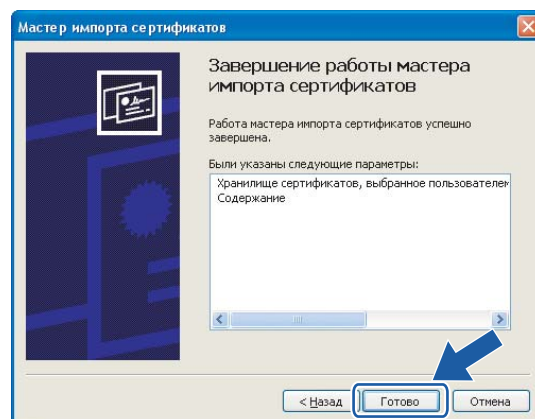 Мастер импорта сертификатов
Завершение работы мастера
импорта сертификатов
Работа мастера импорта сертификатов успешно
завершена.
Были указаны следующие параметры:
Хранилище сертификатов, выбранное
Содержание
< Назад
Готово
Отмена